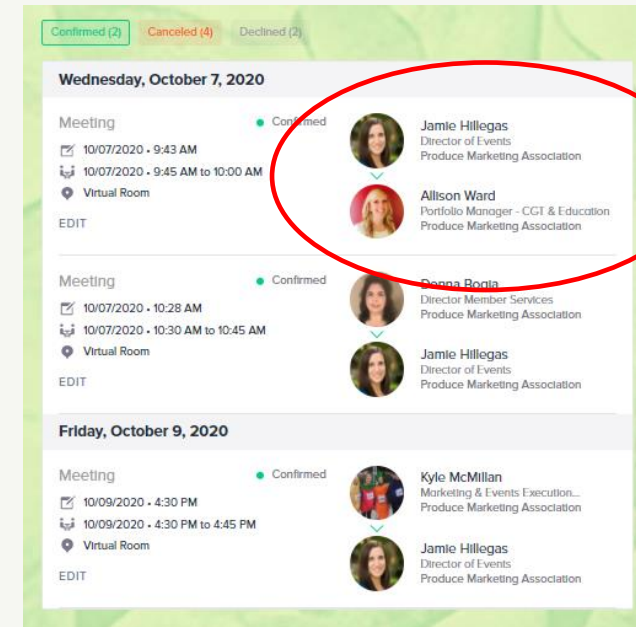 Confirmed (2) Canceled (4) Declined (2)
Wednesday, October 7, 2020
Meeting
Confirmed
10/07/2020 • 9:43 AM
10/07/2020 • 9:45 AM to 10:00 AM
Virtual Room
EDIT
Jamie Hillegas
Director of Events
Produce Marketing Association
Allison Ward
Portfolio Manager - CGT & Education
Produce Marketing Association
Meeting
Confirmed
10/07/2020 • 10:28 AM
10/07/2020 • 10:30 AM to 10:45 AM
Virtual Room
EDIT
Donna Rogia
Director Member Services
Produce Marketing Association
Jamie Hillegas
Director of Events
Produce Marketing Association
Friday, October 9, 2020
Meeting
Confirmed
10/09/2020 • 4:30 PM
10/09/2020 • 4:30 PM to 4:45 PM
Virtual Room
EDIT
Kyle McMillan
Marketing & Events Execution...
Produce Marketing Association
Jamie Hillegas
Director of Events
Produce Marketing Association